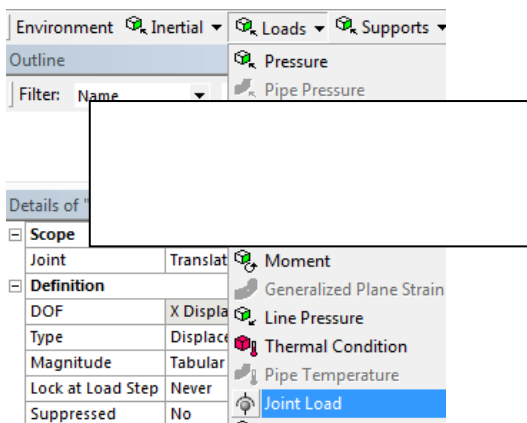 Environment Inertial Loads Supports
Outline
Pressure
Filter: Name
Pipe Pressure
Details of "
Scope
Joint Translat
Moment
Definition
Generalized Plane Strain
DOF X Displa
Line Pressure
Type Displace
Thermal Condition
Magnitude Tabular
Pipe Temperature
Lock at Load Step Never
Joint Load
Suppressed No